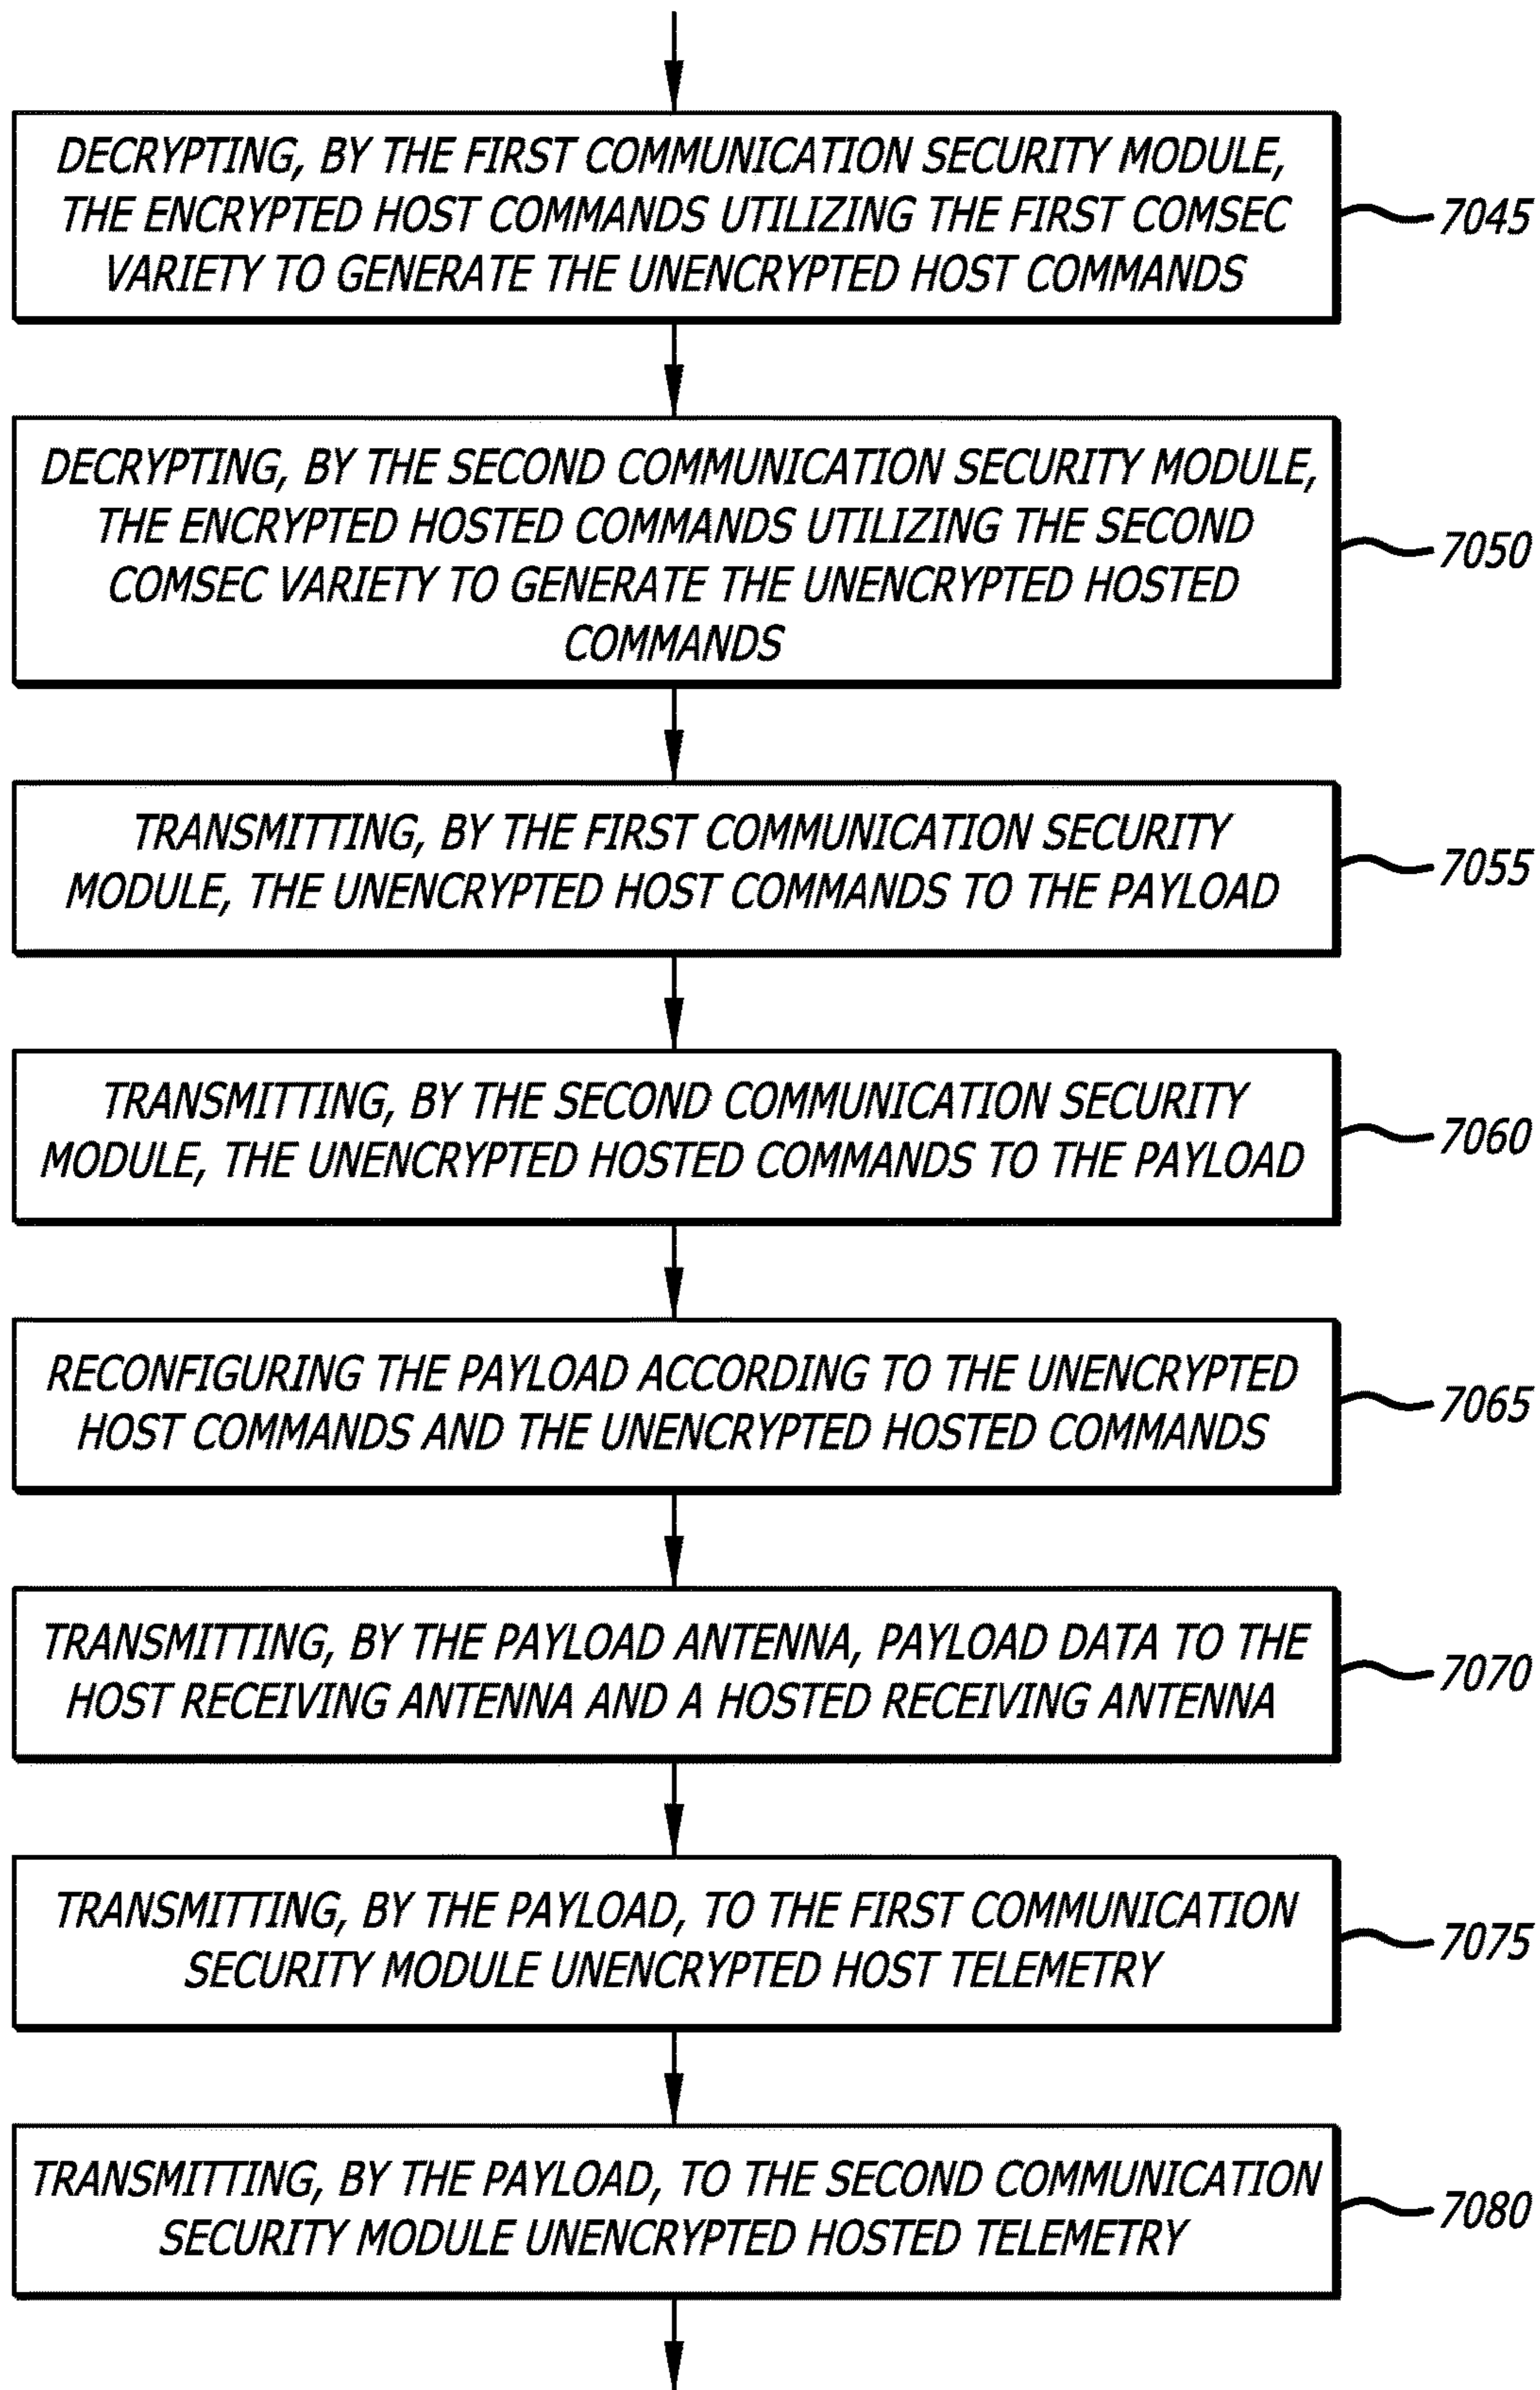 DECRYPTING, BY THE FIRST COMMUNICATION SECURITY MODULE,
THE ENCRYPTED HOST COMMANDS UTILIZING THE FIRST COMSEC
VARIETY TO GENERATE THE UNENCRYPTED HOST COMMANDS
7045
DECRYPTING, BY THE SECOND COMMUNICATION SECURITY MODULE,
THE ENCRYPTED HOSTED COMMANDS UTILIZING THE SECOND
COMSEC VARIETY TO GENERATE THE UNENCRYPTED HOSTED
COMMANDS
7050
TRANSMITTING, BY THE FIRST COMMUNICATION SECURITY
MODULE, THE UNENCRYPTED HOST COMMANDS TO THE PAYLOAD
7055
TRANSMITTING, BY THE SECOND COMMUNICATION SECURITY
MODULE, THE UNENCRYPTED HOSTED COMMANDS TO THE PAYLOAD
7060
RECONFIGURING THE PAYLOAD ACCORDING TO THE UNENCRYPTED
HOST COMMANDS AND THE UNENCRYPTED HOSTED COMMANDS
7065
TRANSMITTING, BY THE PAYLOAD ANTENNA, PAYLOAD DATA TO THE
HOST RECEIVING ANTENNA AND A HOSTED RECEIVING ANTENNA
7070
TRANSMITTING, BY THE PAYLOAD, TO THE FIRST COMMUNICATION
SECURITY MODULE UNENCRYPTED HOST TELEMETRY
7075
TRANSMITTING, BY THE PAYLOAD, TO THE SECOND COMMUNICATION
SECURITY MODULE UNENCRYPTED HOSTED TELEMETRY
7080